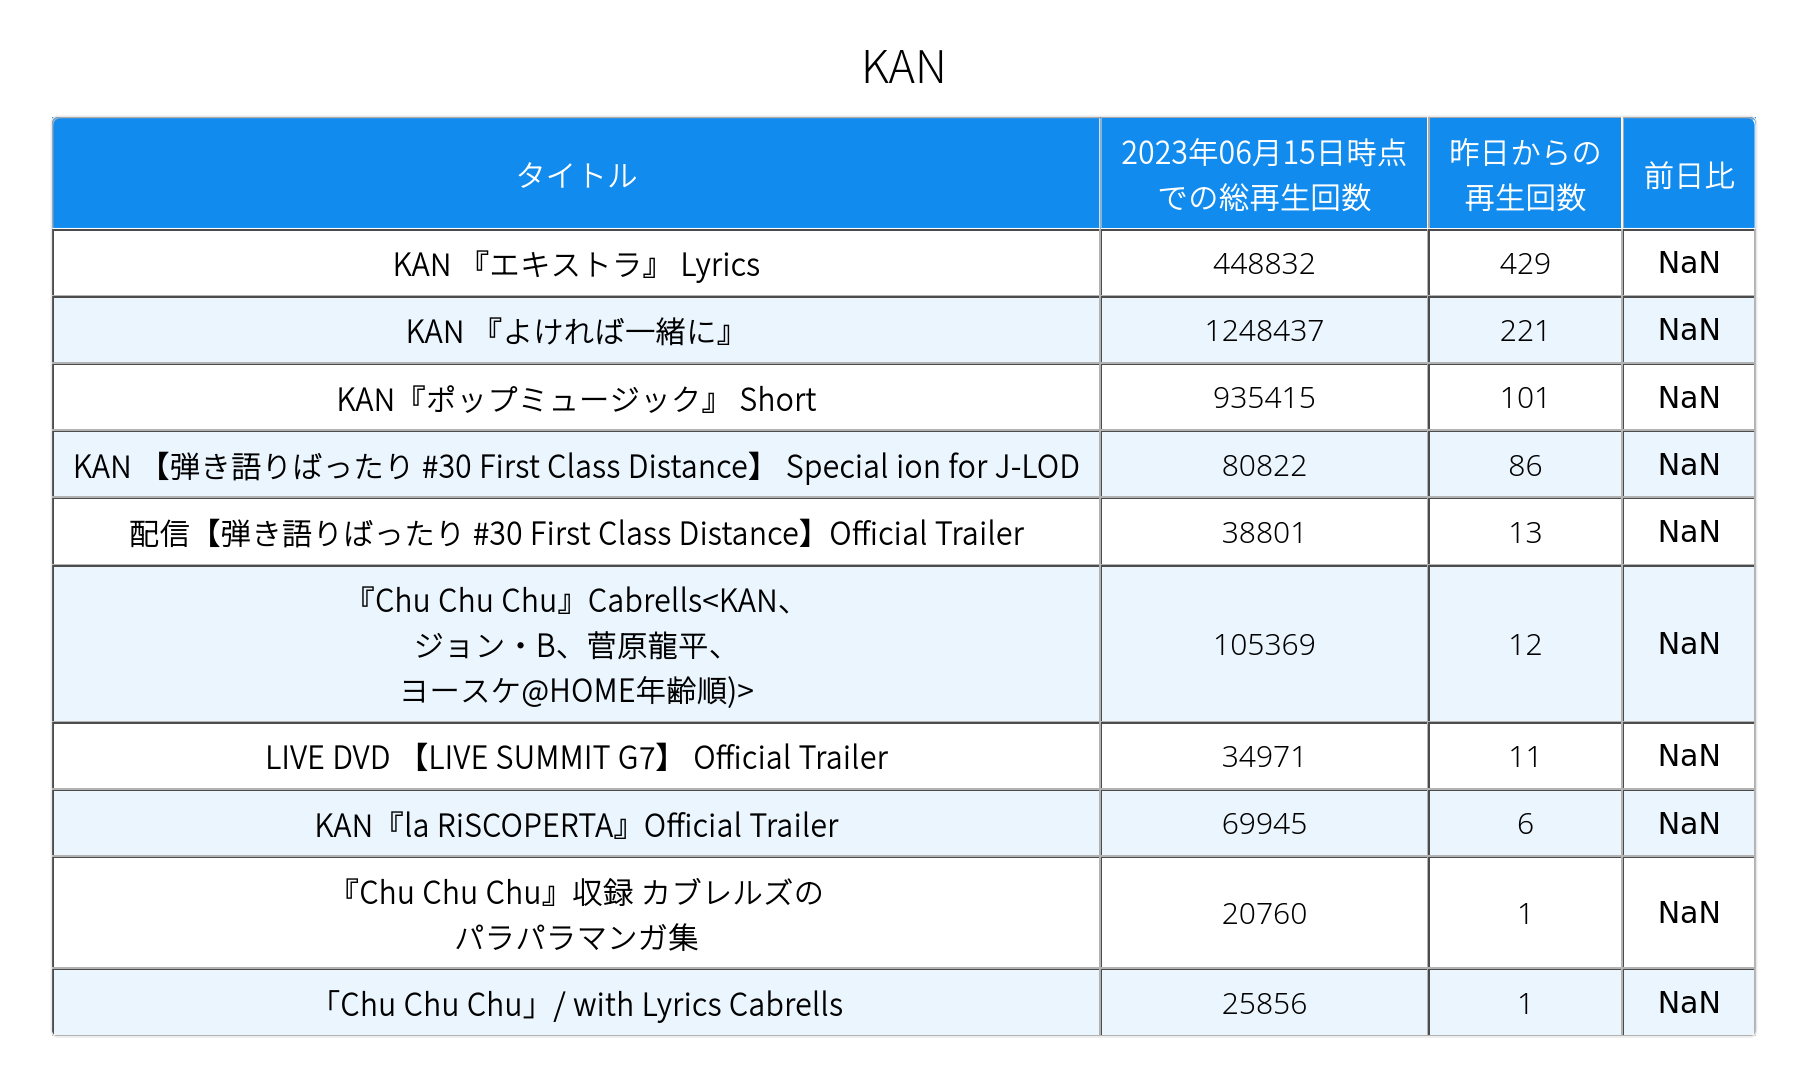 KAN
タイトル
2023年06月15日時点
での総再生回数
昨日からの
再生回数
前日比
KAN 『エキストラ』 Lyrics
448832
429
NaN
KAN 『よければ一緒に』
1248437
221
NaN
KAN『ポップミュージック』 Short
935415
101
NaN
KAN 【弾き語りばったり #30 First Class Distance】 Special ion for J-LOD
80822
86
NaN
配信【弾き語りばったり #30 First Class Distance】Official Trailer
38801
13
NaN
『Chu Chu Chu』Cabrells<KAN、
ジョン・B、菅原龍平、
ヨースケ@HOME年齢順)>
105369
12
NaN
LIVE DVD 【LIVE SUMMIT G7】 Official Trailer
34971
11
NaN
KAN『la RiSCOPERTA』Official Trailer
69945
6
NaN
『Chu Chu Chu』収録 カブレルズの
パラパラマンガ集
20760
1
NaN
「Chu Chu Chu」/ with Lyrics Cabrells
25856
1
NaN